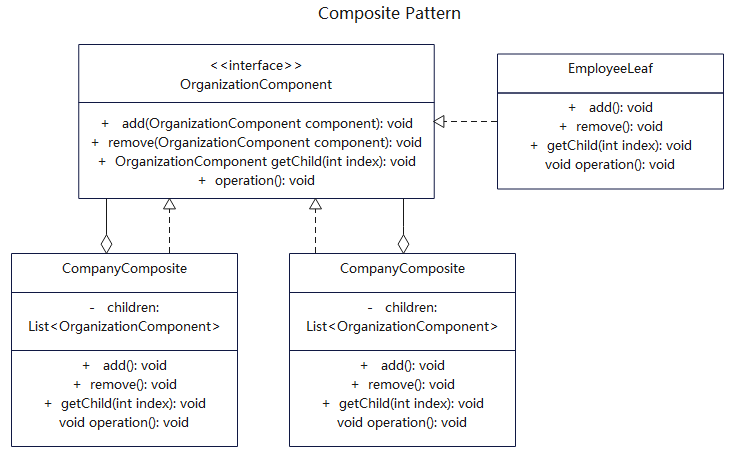 Composite Pattern
<<interface>>
OrganizationComponent
+ add(OrganizationComponent component): void
+ remove(OrganizationComponent component): void
+ OrganizationComponent getChild(int index): void
+ operation(): void
EmployeeLeaf
+ add(): void
+ remove(): void
+ getChild(int index): void
void operation(): void
CompanyComposite
- children:
List<OrganizationComponent>
+ add(): void
+ remove(): void
+ getChild(int index): void
void operation(): void
CompanyComposite
- children:
List<OrganizationComponent>
+ add(): void
+ remove(): void
+ getChild(int index): void
void operation(): void